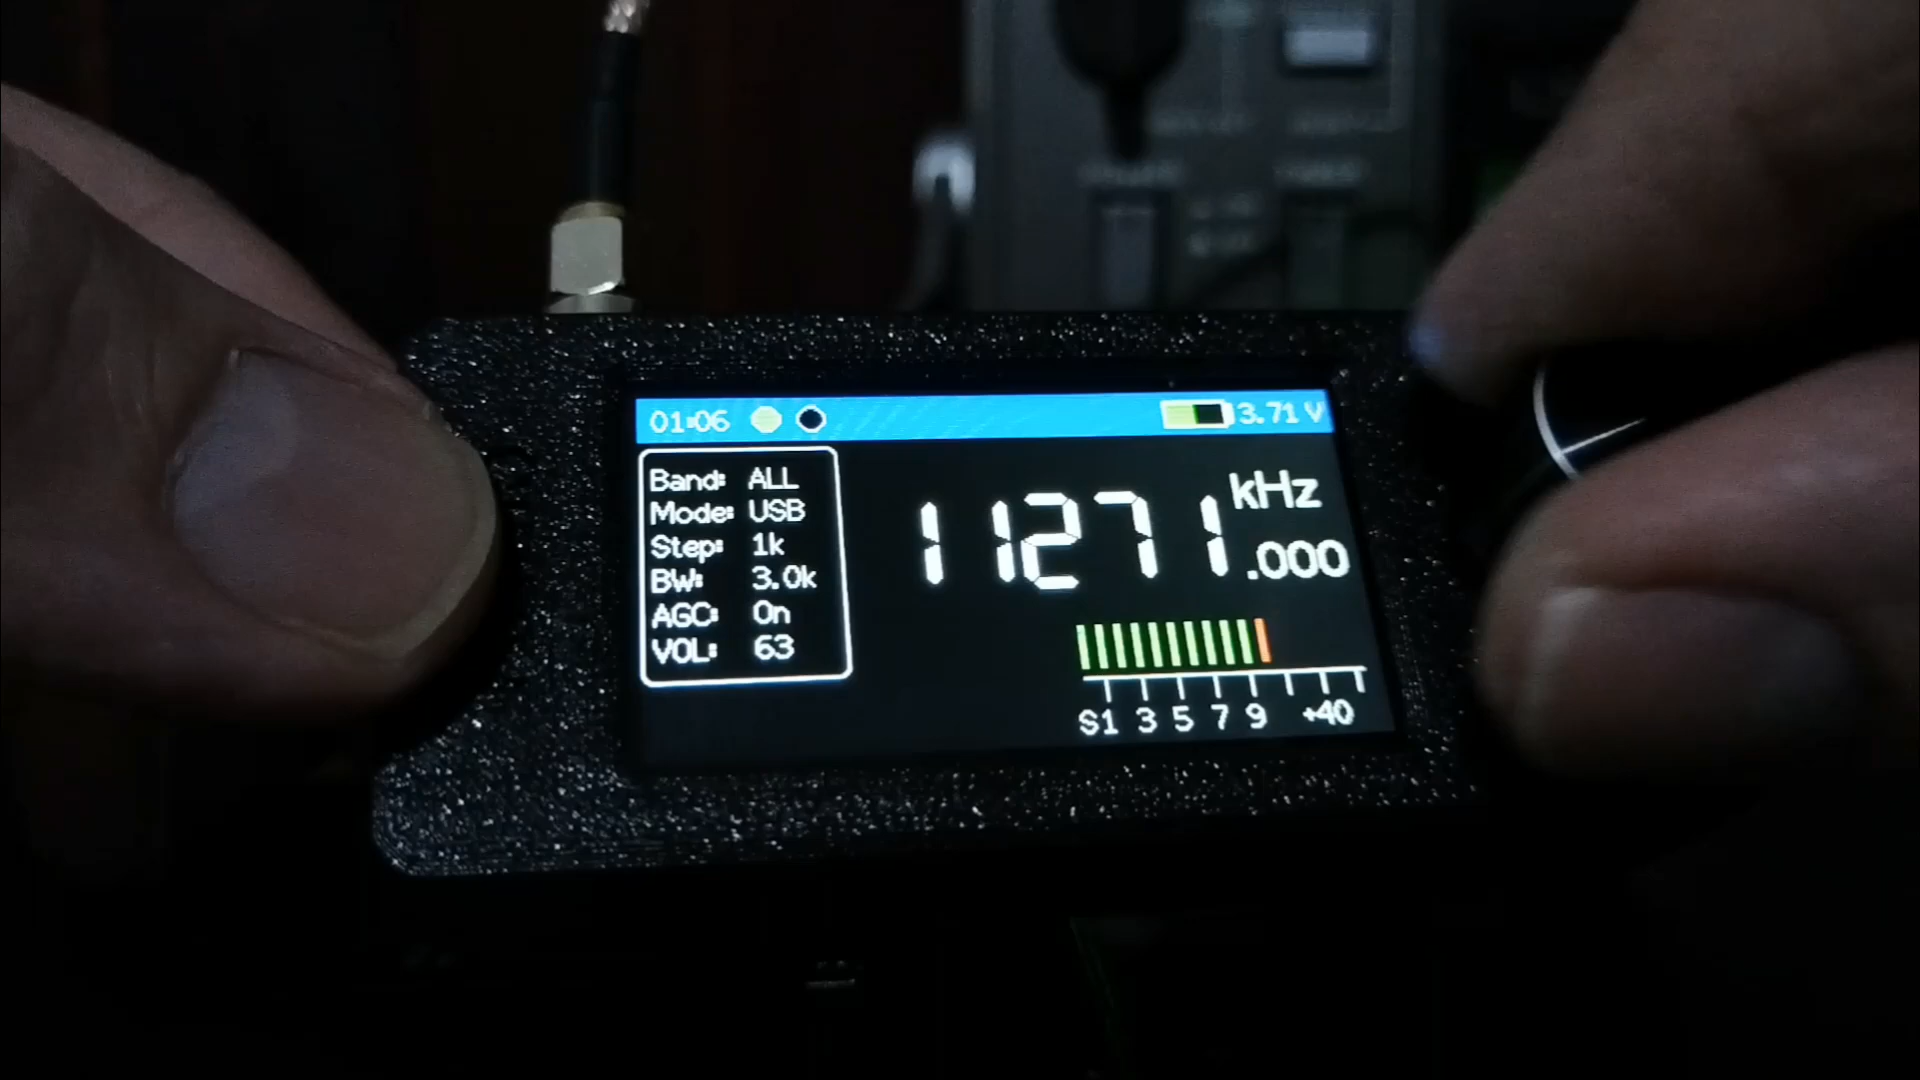 01:06 3.71 V
Band: ALL
Mode: USB
Step: 1k
BW: 3.0k
AGC: On
VOL: 63
11271.000 kHz
S1 3 5 7 9 +40